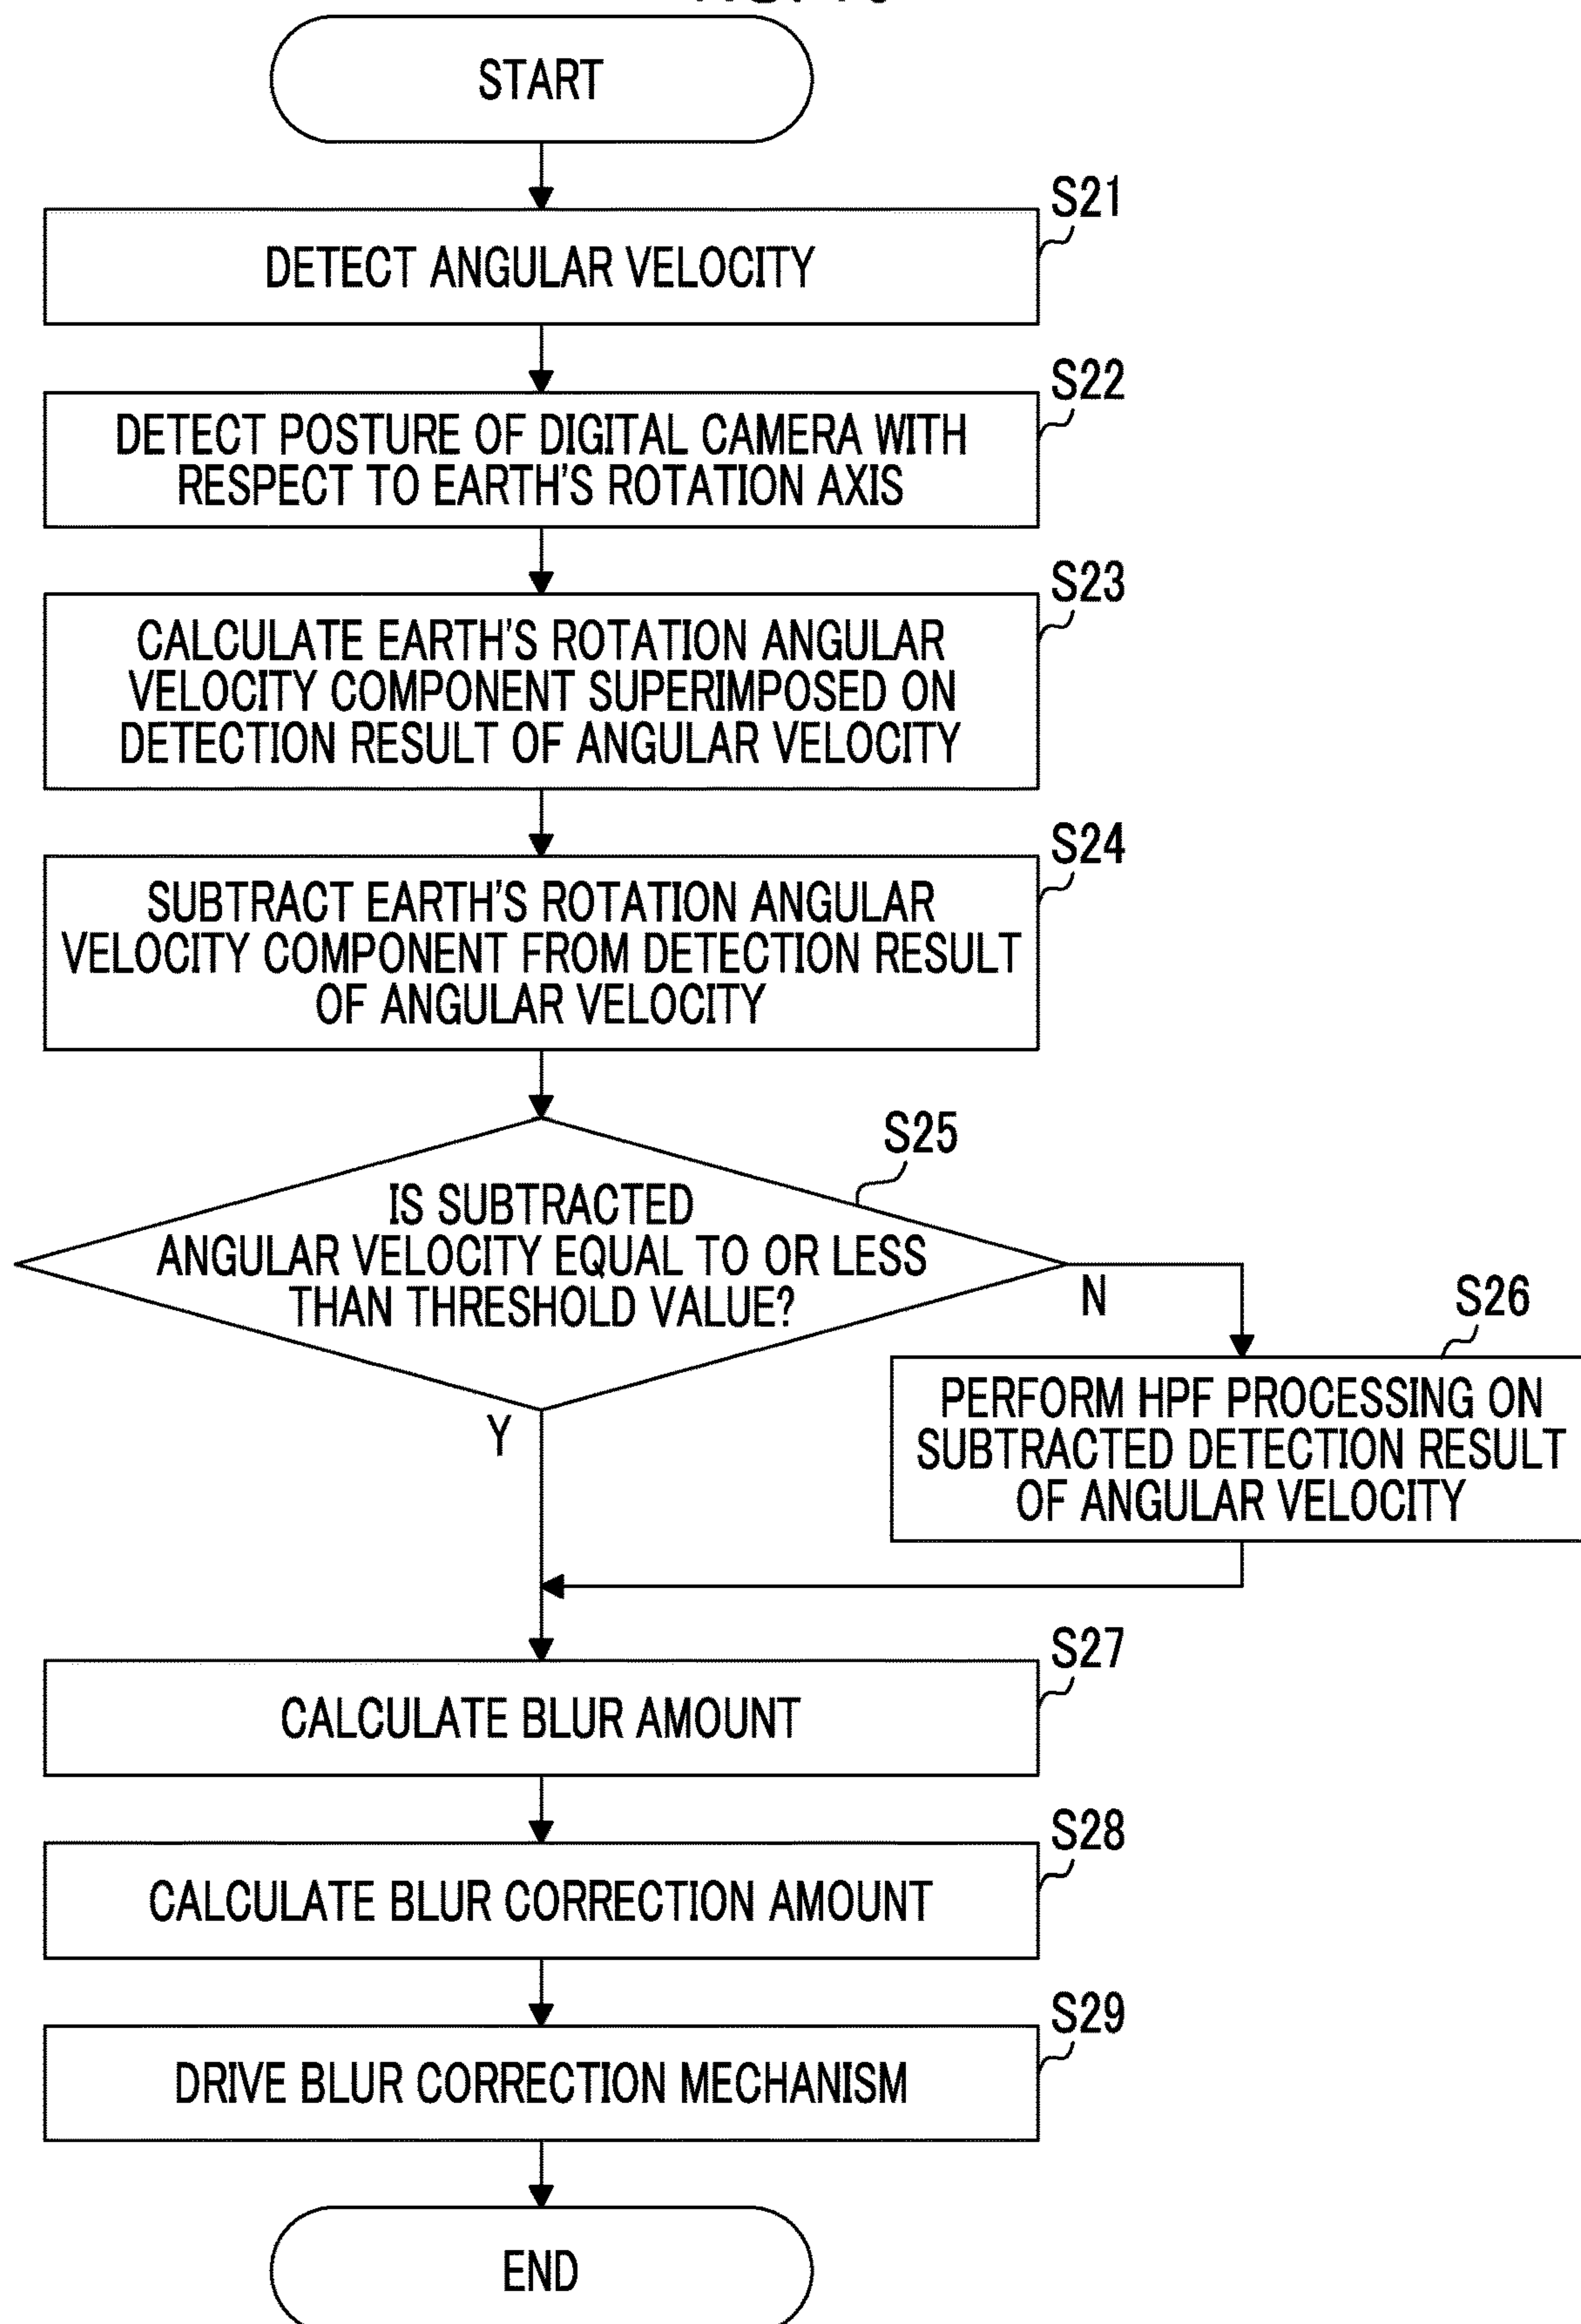 START
S21
DETECT ANGULAR VELOCITY
S22
DETECT POSTURE OF DIGITAL CAMERA WITH
RESPECT TO EARTH'S ROTATION AXIS
S23
CALCULATE EARTH'S ROTATION ANGULAR
VELOCITY COMPONENT SUPERIMPOSED ON
DETECTION RESULT OF ANGULAR VELOCITY
S24
SUBTRACT EARTH'S ROTATION ANGULAR
VELOCITY COMPONENT FROM DETECTION RESULT
OF ANGULAR VELOCITY
S25
IS SUBTRACTED
ANGULAR VELOCITY EQUAL TO OR LESS
THAN THRESHOLD VALUE?
N
S26
PERFORM HPF PROCESSING ON
SUBTRACTED DETECTION RESULT
OF ANGULAR VELOCITY
Y
S27
CALCULATE BLUR AMOUNT
S28
CALCULATE BLUR CORRECTION AMOUNT
S29
DRIVE BLUR CORRECTION MECHANISM
END